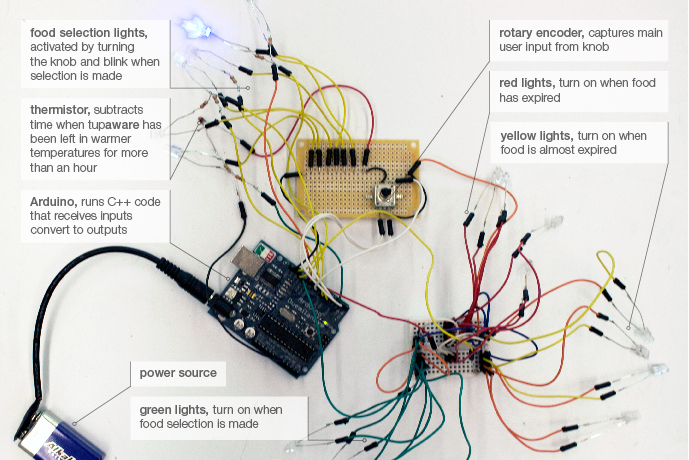 food selection lights,
activated by turning
the knob and blink when
selection is made
thermistor, subtracts
time when tupaware has
been left in warmer
temperatures for more
than an hour
Arduino, runs C++ code
that receives inputs
convert to outputs
rotary encoder, captures main
user input from knob
red lights, turn on when food
has expired
yellow lights, turn on when
food is almost expired
power source
green lights, turn on when
food selection is made